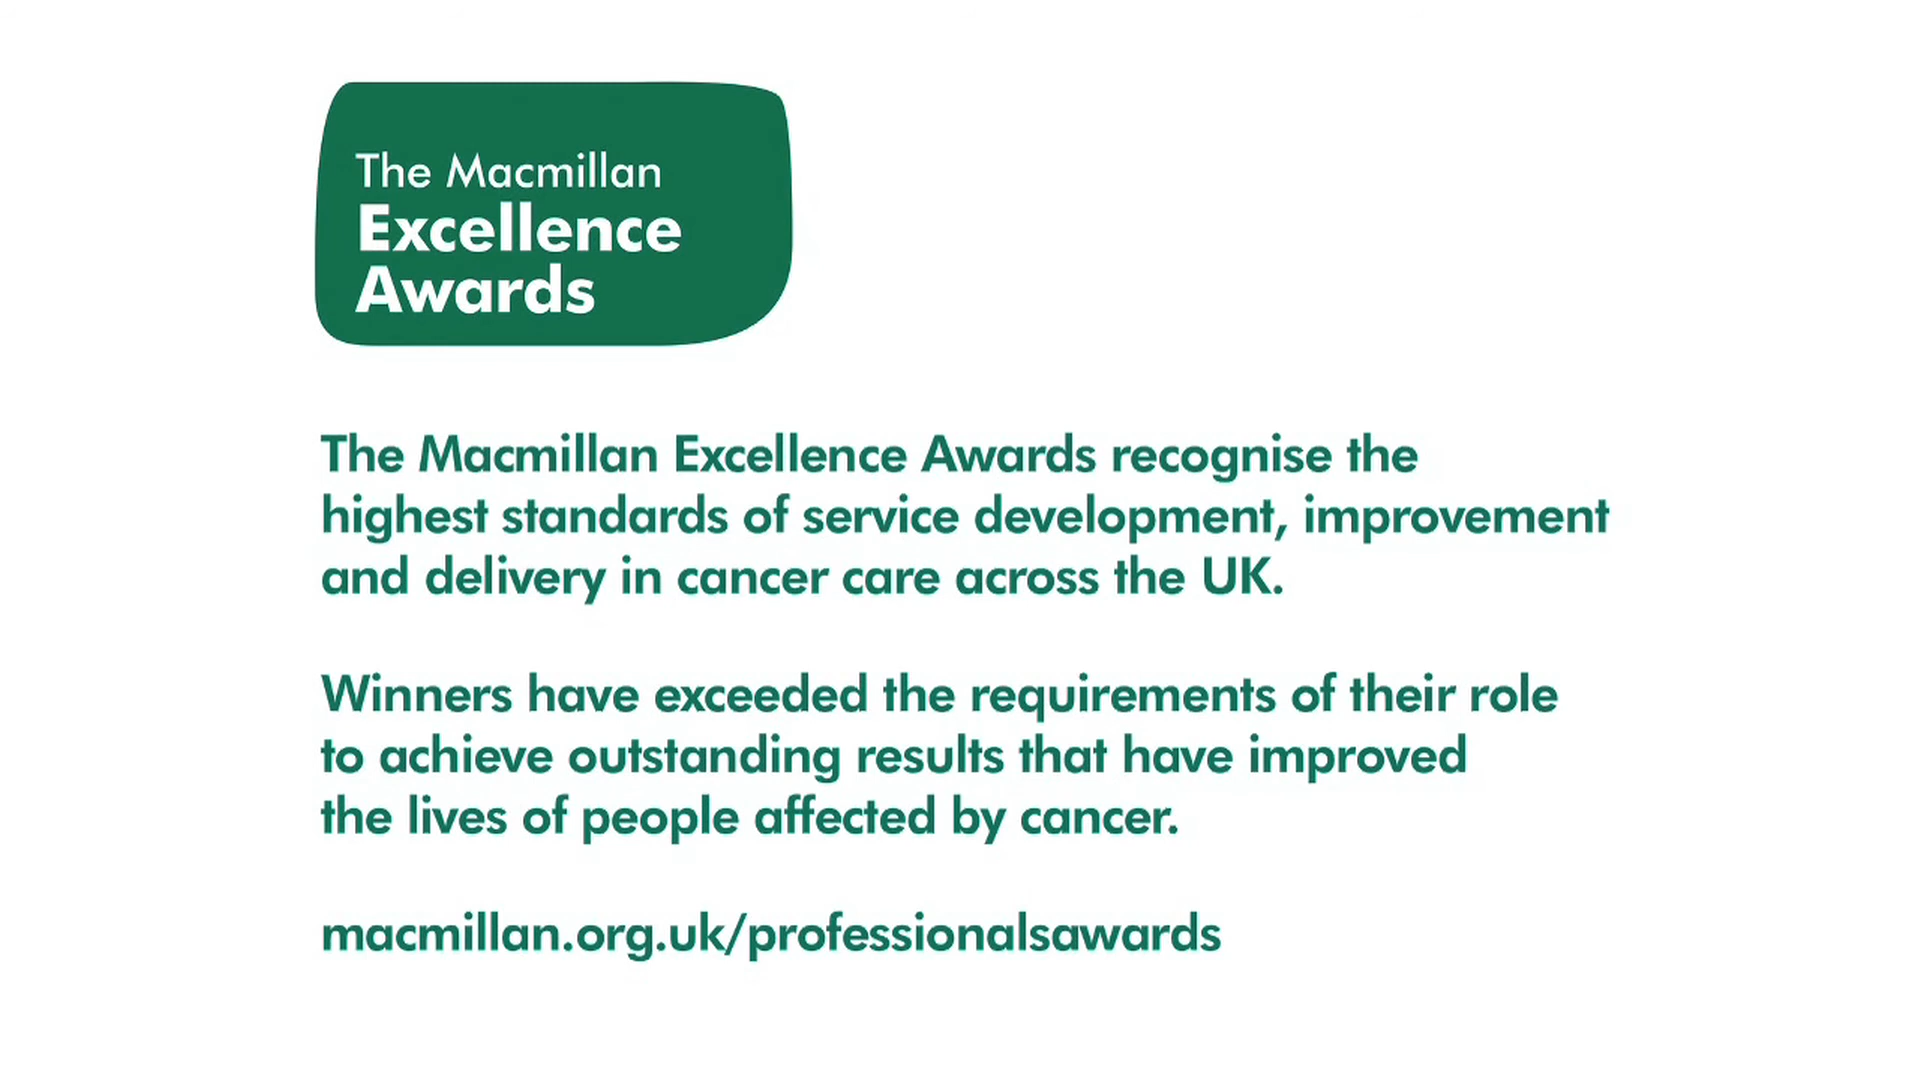 The Macmillan
Excellence
Awards
The Macmillan Excellence Awards recognise the
highest standards of service development, improvement
and delivery in cancer care across the UK.
Winners have exceeded the requirements of their role
to achieve outstanding results that have improved
the lives of people affected by cancer.
macmillan.org.uk/professionalsawards